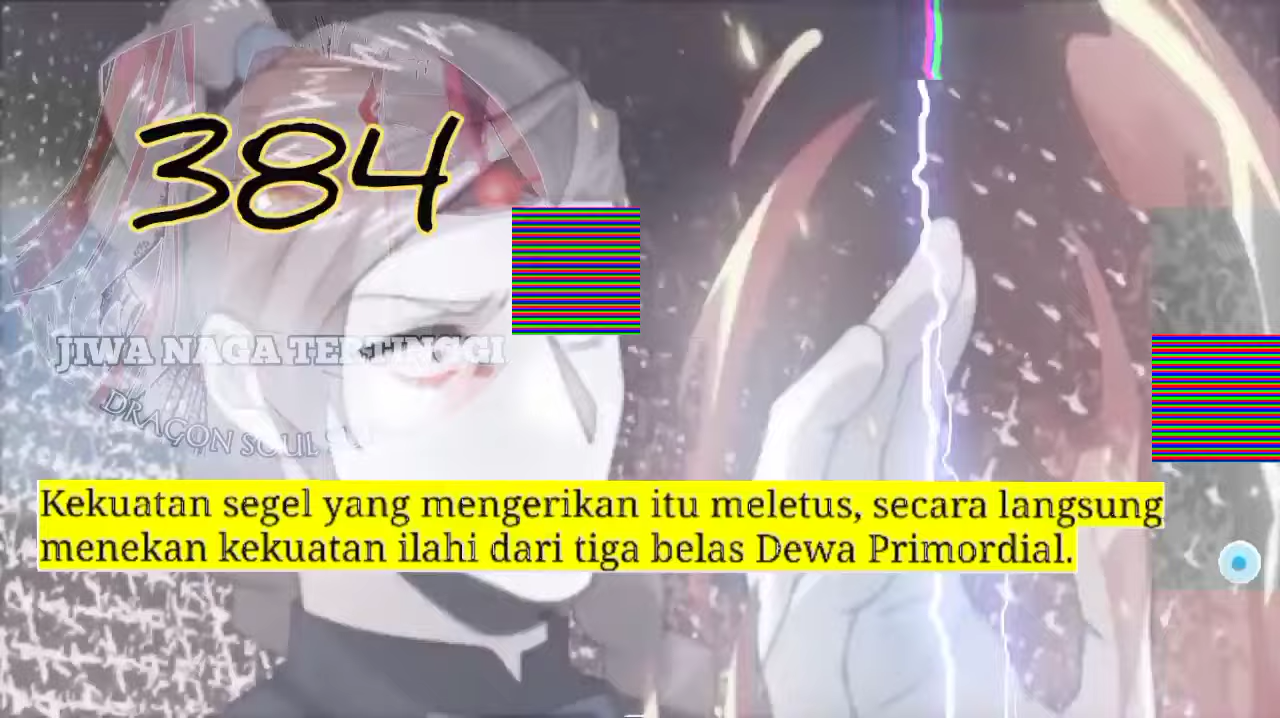 384
JIWA NAGA TERTINGGI
DRAGON SOUL
Kekuatan segel yang mengerikan itu meletus, secara langsung
menekan kekuatan ilahi dari tiga belas Dewa Primordial.